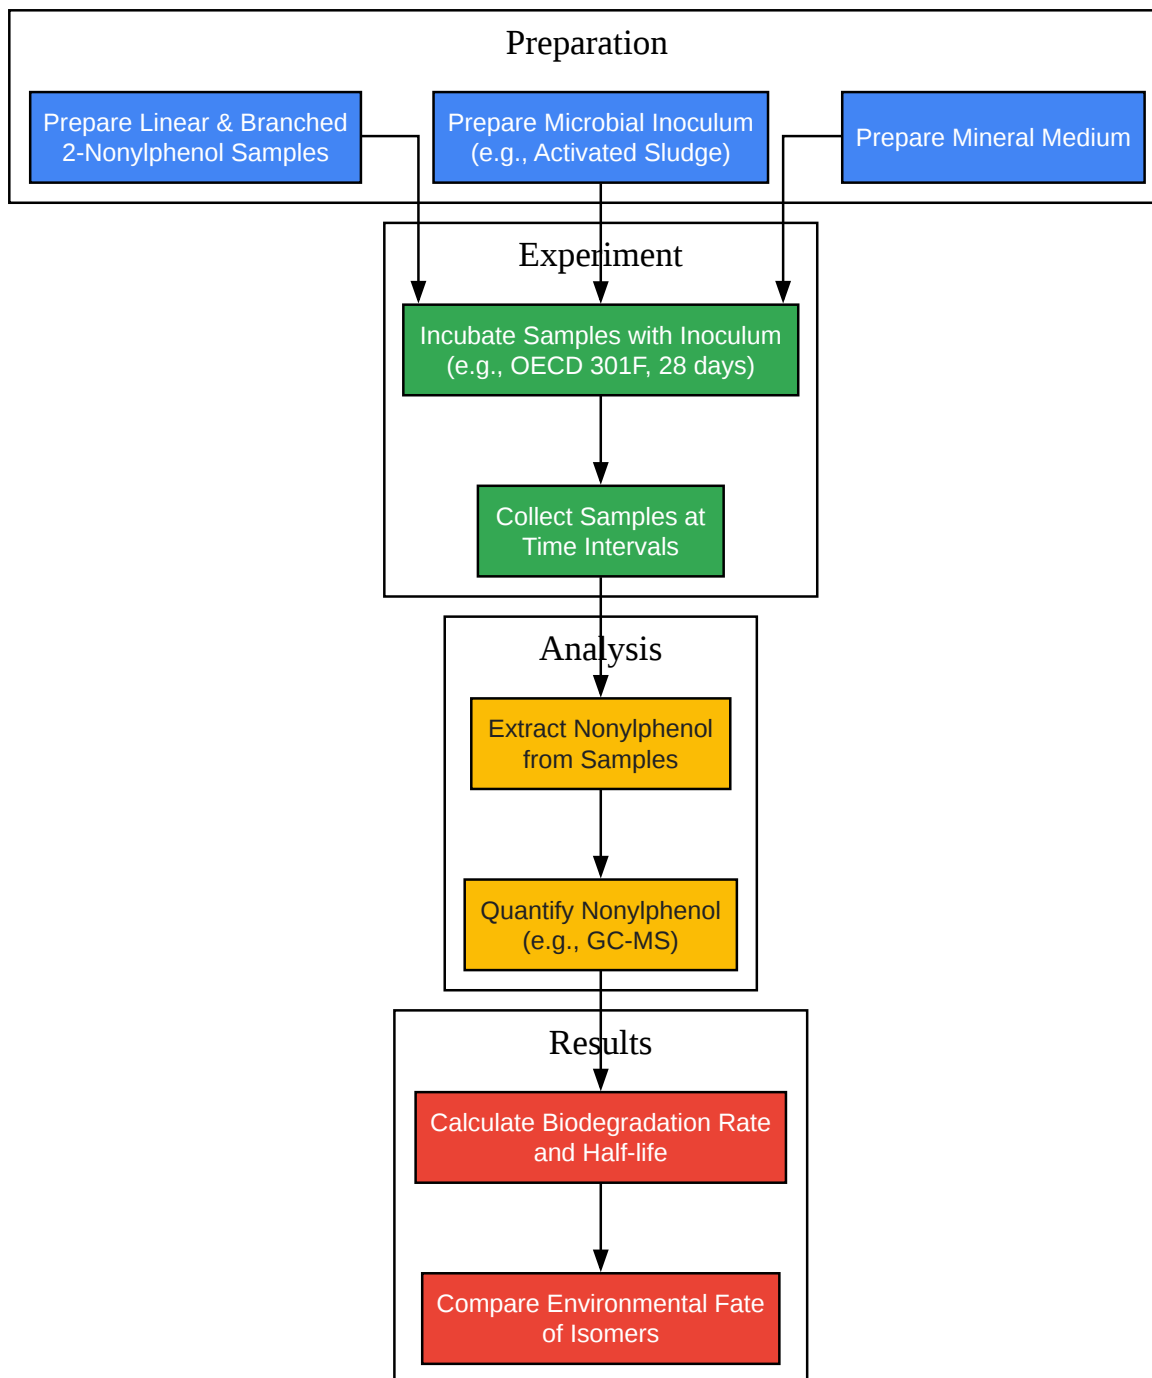 Preparation
Prepare Linear & Branched
2-Nonylphenol Samples
Prepare Microbial Inoculum
(e.g., Activated Sludge)
Prepare Mineral Medium
Experiment
Incubate Samples with Inoculum
(e.g., OECD 301F, 28 days)
Collect Samples at
Time Intervals
Analysis
Extract Nonylphenol
from Samples
Quantify Nonylphenol
(e.g., GC-MS)
Results
Calculate Biodegradation Rate
and Half-life
Compare Environmental Fate
of Isomers